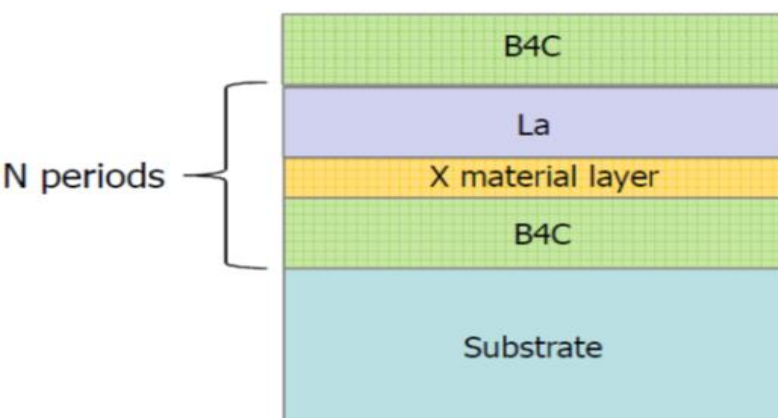 B4C
La
N periods
X material layer
B4C
Substrate